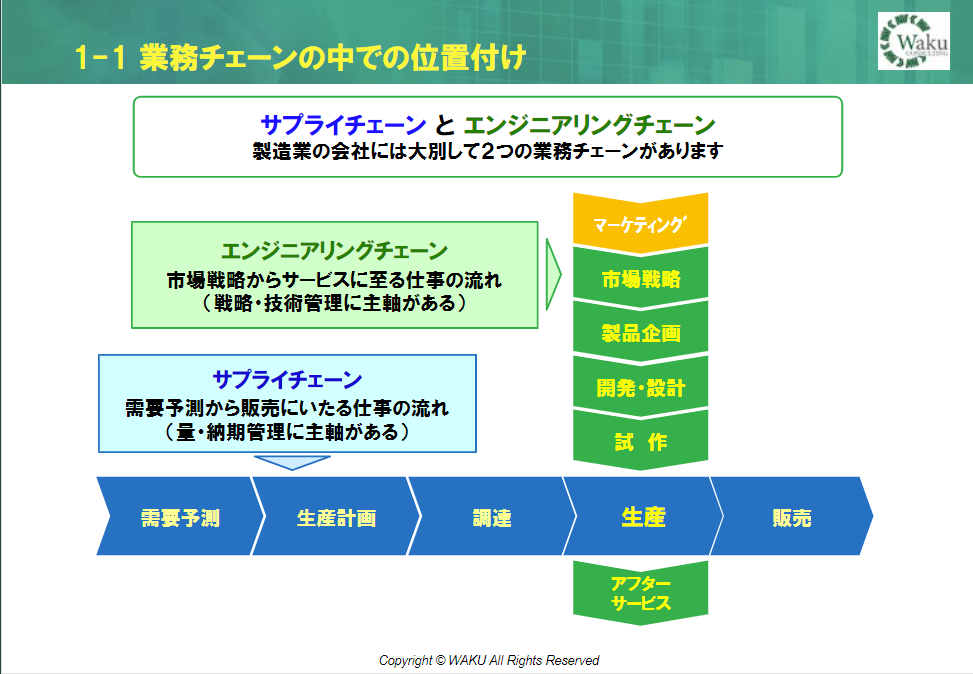 1-1 業務チェーンの中での位置付け
Waku
CONSULTING
サプライチェーン と エンジニアリングチェーン
製造業の会社には大別して２つの業務チェーンがあります
マーケティング
エンジニアリングチェーン
市場戦略からサービスに至る仕事の流れ
（戦略・技術管理に主軸がある）
市場戦略
製品企画
開発・設計
試　作
サプライチェーン
需要予測から販売にいたる仕事の流れ
（量・納期管理に主軸がある）
需要予測
生産計画
調達
生産
販売
アフター
サービス
Copyright © WAKU All Rights Reserved